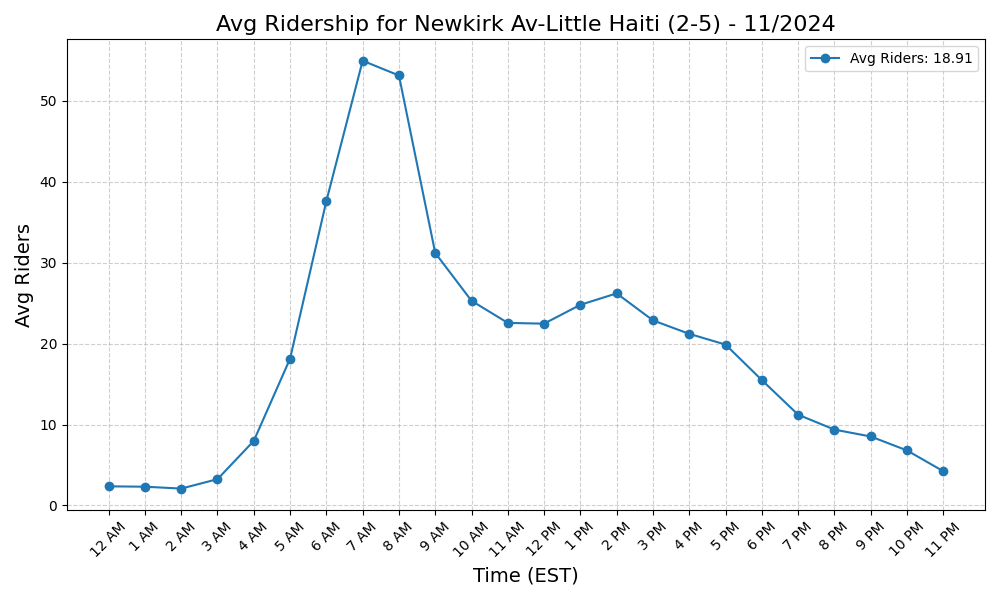 Avg Ridership for Newkirk Av-Little Haiti (2-5) - 11/2024
Avg Riders: 18.91
Avg Riders
50
40
30
20
10
0
12 AM
1 AM
2 AM
3 AM
4 AM
5 AM
6 AM
7 AM
8 AM
9 AM
10 AM
11 AM
12 PM
1 PM
2 PM
3 PM
4 PM
5 PM
6 PM
7 PM
8 PM
9 PM
10 PM
11 PM
Time (EST)